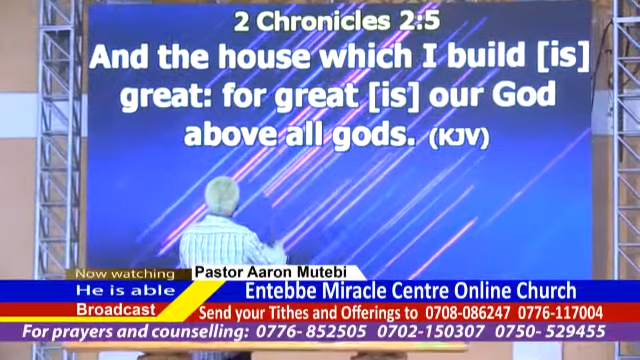 2 Chronicles 2:5
And the house which I build [is]
great: for great [is] our God
above all gods. (KJV)
Now watching
Pastor Aaron Mutebi
He is able
Entebbe Miracle Centre Online Church
Broadcast
Send your Tithes and Offerings to 0708-086247 0776-117004
For prayers and counselling: 0776- 852505 0702-150307 0750- 529455